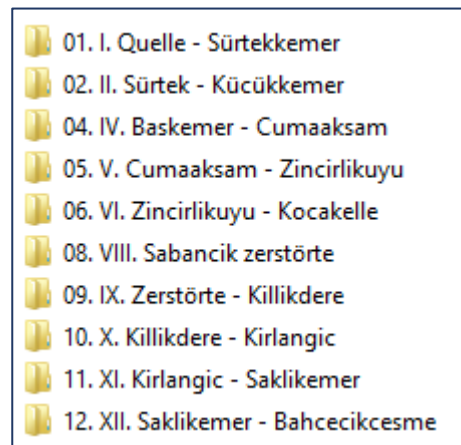 01. I. Quelle - Sürtekkemer
02. II. Sürtek - Kücükkemer
04. IV. Baskemer - Cumaaksam
05. V. Cumaaksam - Zincirlikuyu
06. VI. Zincirlikuyu - Kocakelle
08. VIII. Sabancik zerstörte
09. IX. Zerstörte - Killikdere
10. X. Killikdere - Kirlangic
11. XI. Kirlangic - Saklikemer
12. XII. Saklikemer - Bahcecikcesme